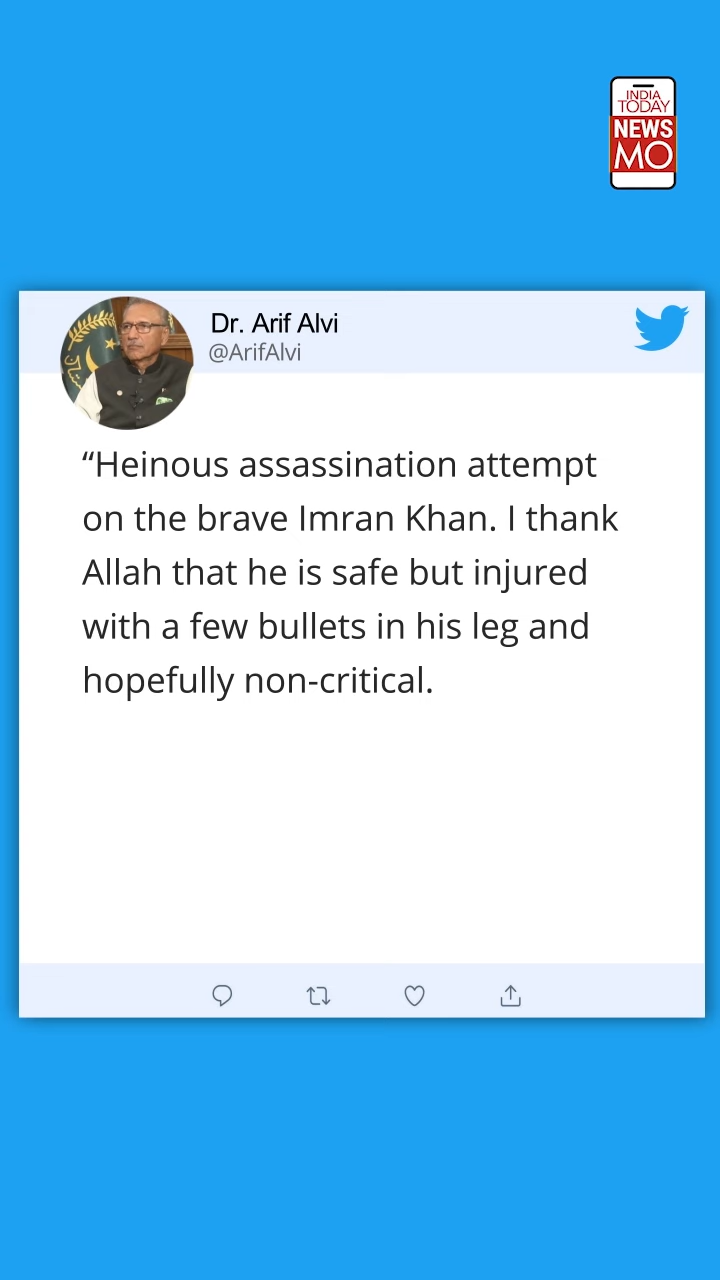 INDIA
TODAY
NEWS
MO
Dr. Arif Alvi
@ArifAlvi
“Heinous assassination attempt
on the brave Imran Khan. I thank
Allah that he is safe but injured
with a few bullets in his leg and
hopefully non-critical.